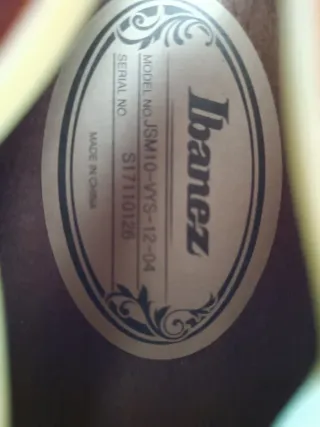 Ibanez
MODEL NO. JSM10-VYS-12-04
SERIAL NO. S17110126
MADE IN CHINA